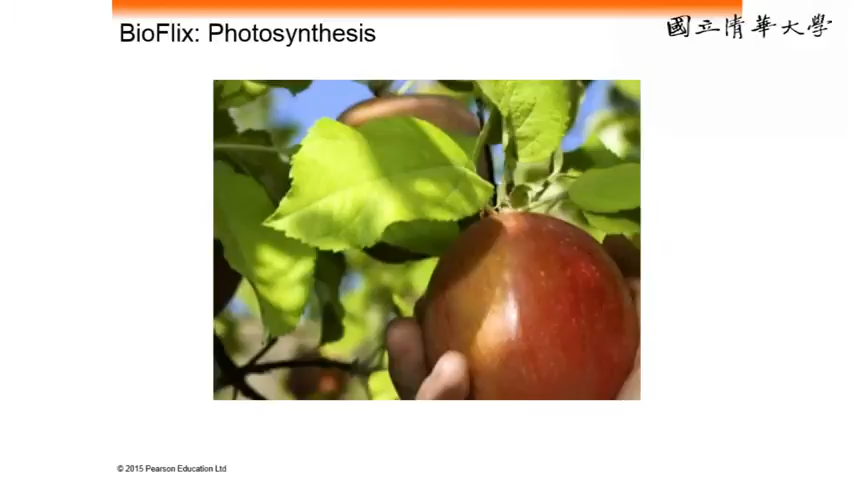 BioFlix: Photosynthesis
國立清華大學
© 2015 Pearson Education Ltd